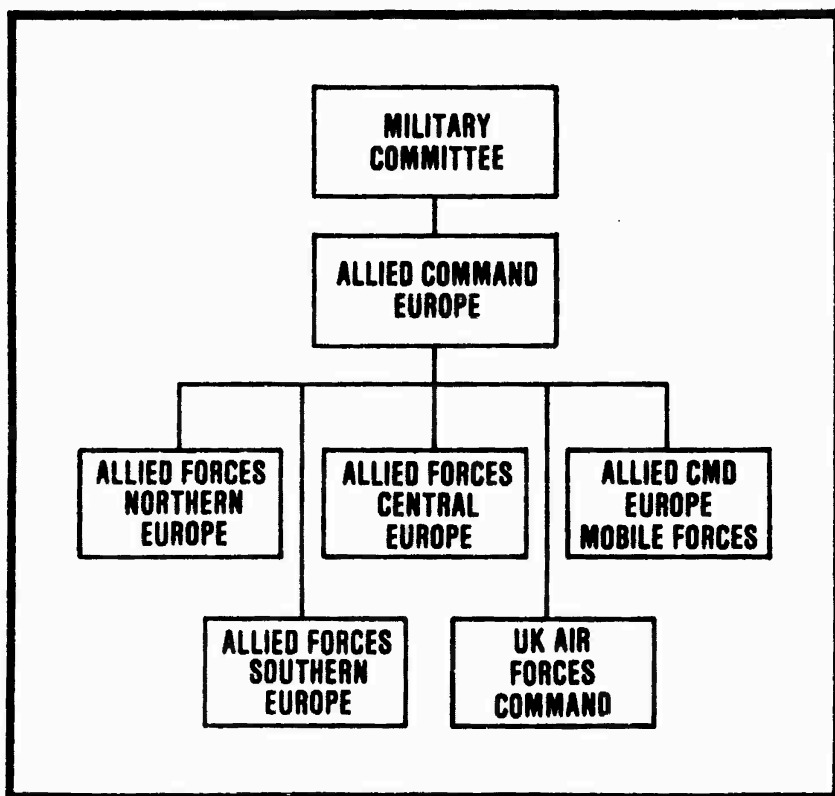 MILITARY
COMMITTEE
ALLIED COMMAND
EUROPE
ALLIED FORCES
NORTHERN
EUROPE
ALLIED FORCES
CENTRAL
EUROPE
ALLIED CMD
EUROPE
MOBILE FORCES
ALLIED FORCES
SOUTHERN
EUROPE
UK AIR
FORCES
COMMAND